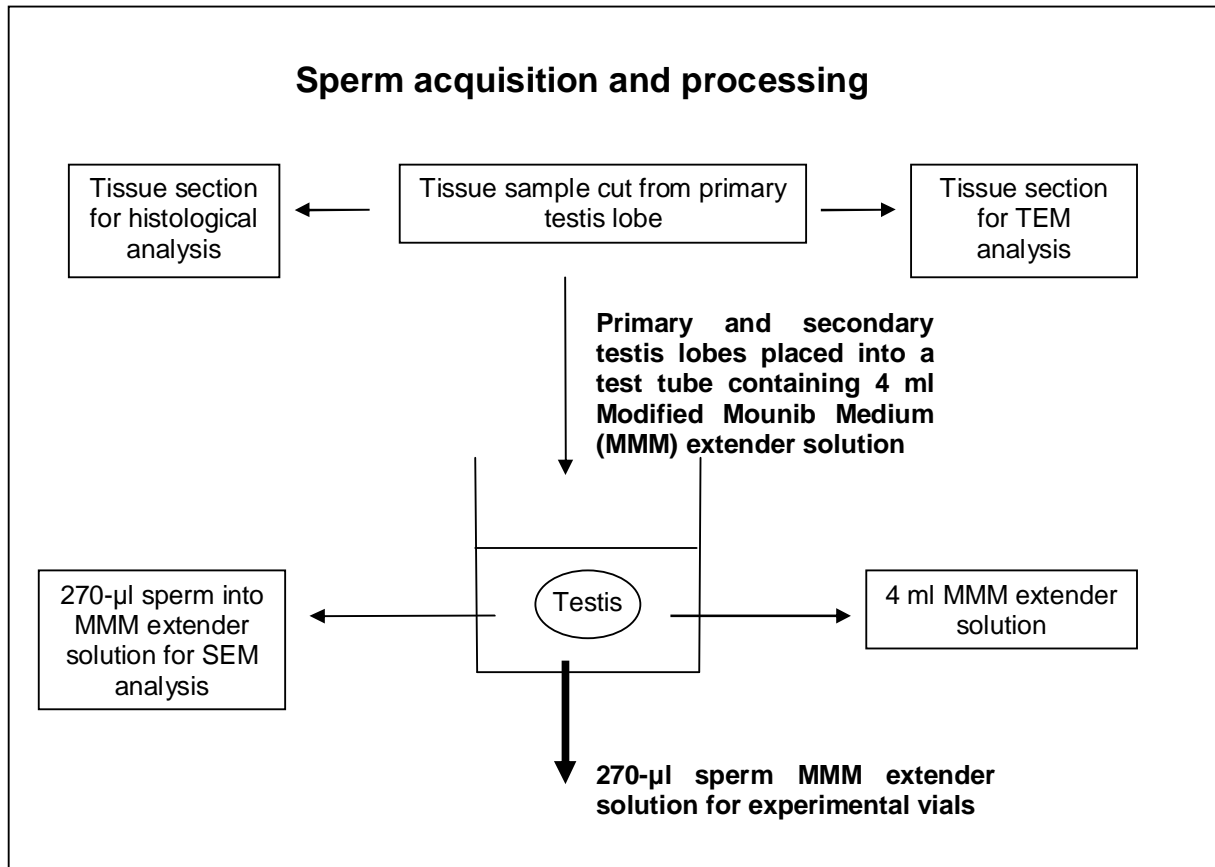 Sperm acquisition and processing
Tissue section
for histological
analysis
Tissue sample cut from primary
testis lobe
Tissue section
for TEM
analysis
Primary and secondary
testis lobes placed into a
test tube containing 4 ml
Modified Mounib Medium
(MMM) extender solution
270-µl sperm into
MMM extender
solution for SEM
analysis
Testis
4 ml MMM extender
solution
270-µl sperm MMM extender
solution for experimental vials